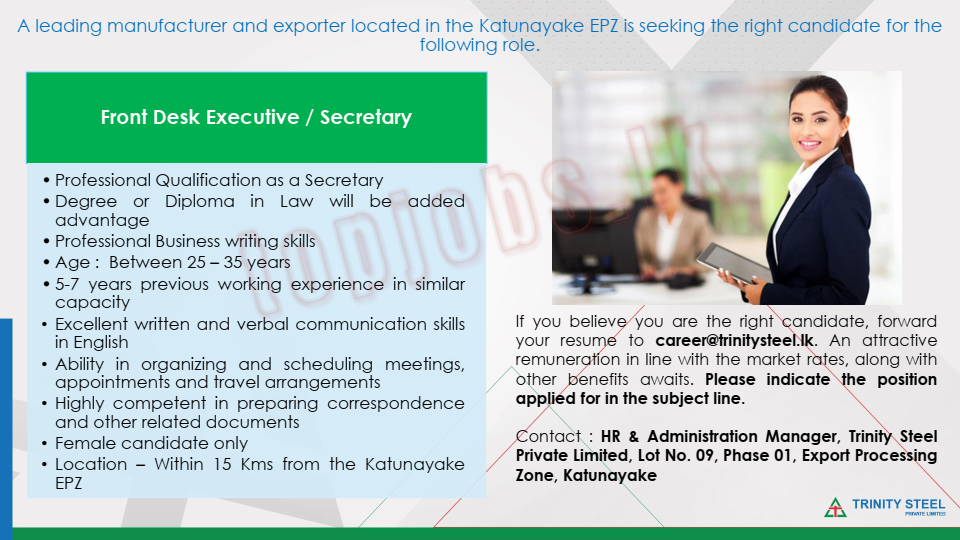 A leading manufacturer and exporter located in the Katunayake EPZ is seeking the right candidate for the
following role.
Front Desk Executive / Secretary
• Professional Qualification as a Secretary
• Degree or Diploma in Law will be added
advantage
• Professional Business writing skills
• Age : Between 25 – 35 years
• 5-7 years previous working experience in similar
capacity
• Excellent written and verbal communication skills
in English
• Ability in organizing and scheduling meetings,
appointments and travel arrangements
• Highly competent in preparing correspondence
and other related documents
• Female candidate only
• Location – Within 15 Kms from the Katunayake
EPZ
topjobs.lk
If you believe you are the right candidate, forward
your resume to career@trinitysteel.lk. An attractive
remuneration in line with the market rates, along with
other benefits awaits. Please indicate the position
applied for in the subject line.
Contact : HR & Administration Manager, Trinity Steel
Private Limited, Lot No. 09, Phase 01, Export Processing
Zone, Katunayake
TRINITY STEEL
PRIVATE LIMITED